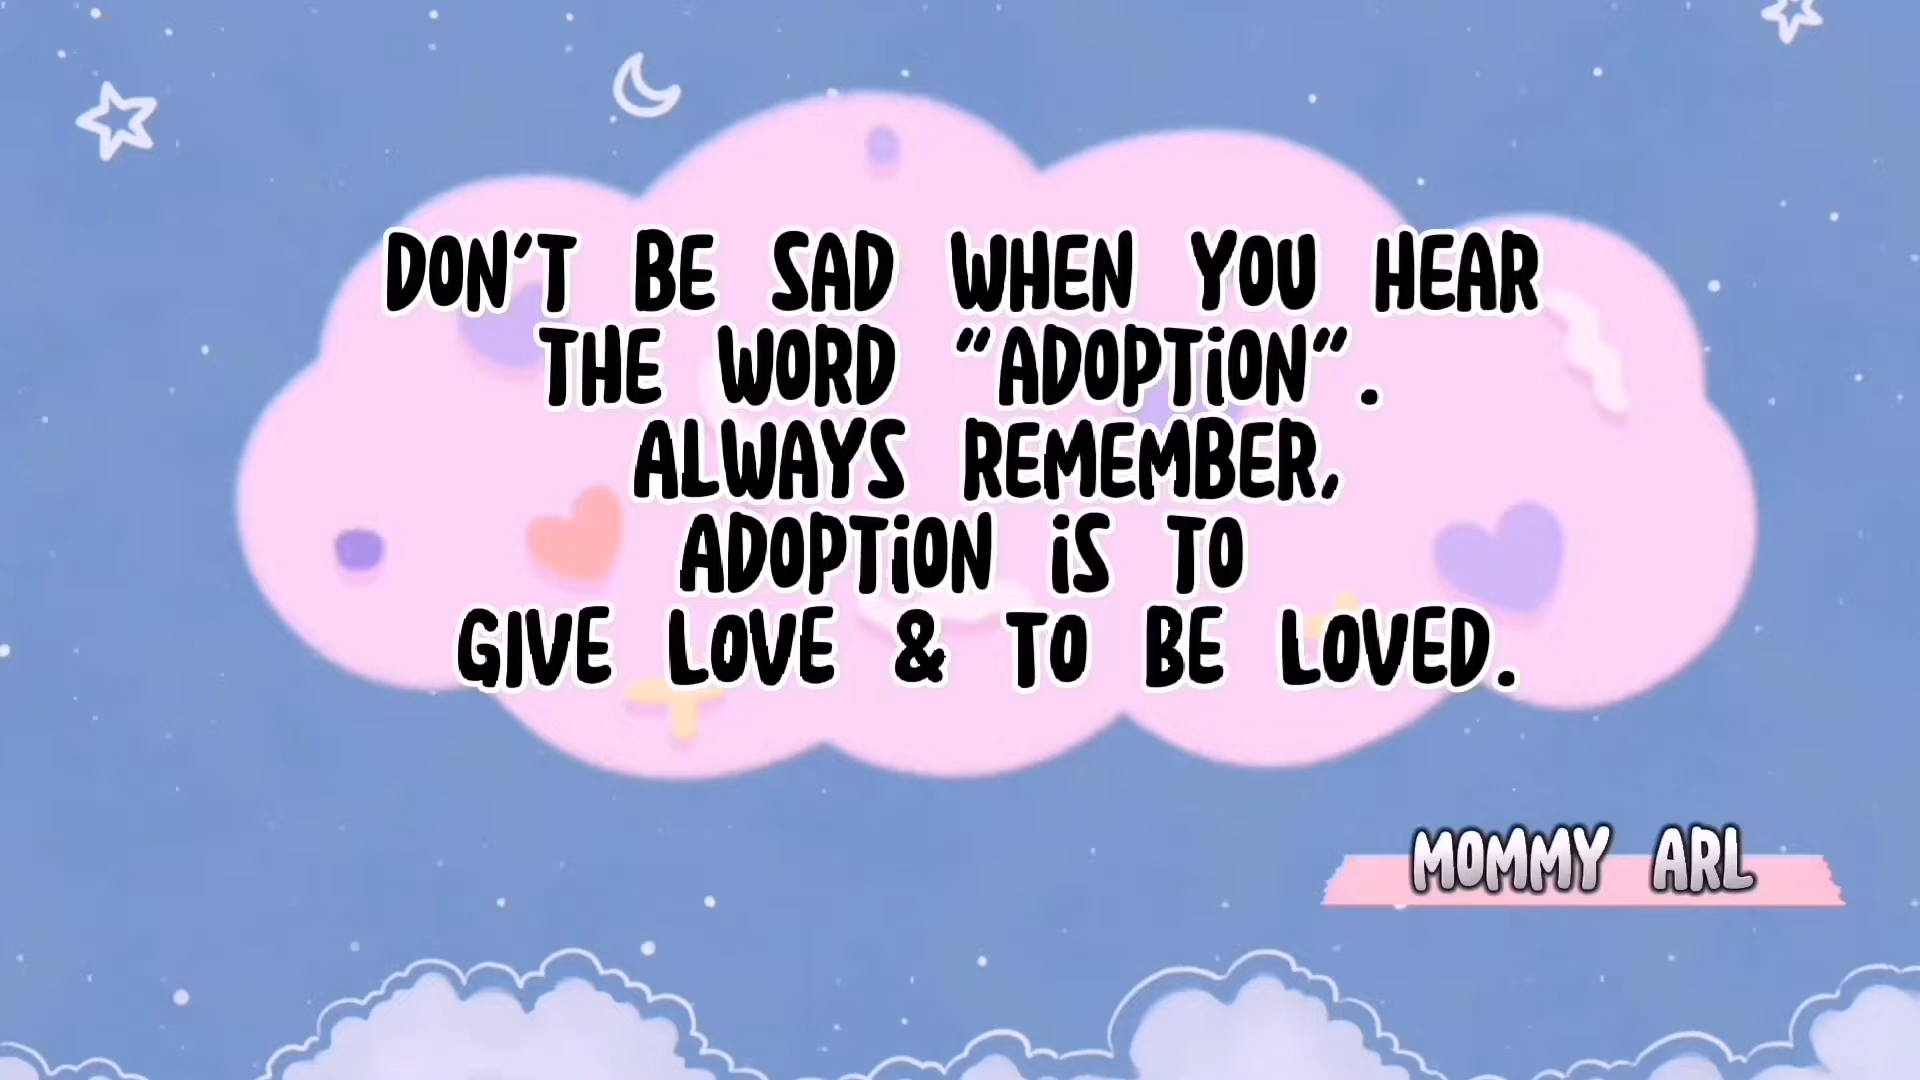 DON'T BE SAD WHEN YOU HEAR
THE WORD "ADOPTiON".
ALWAYS REMEMBER,
ADOPTiON iS TO
GIVE LOVE & TO BE LOVED.
MOMMY ARL